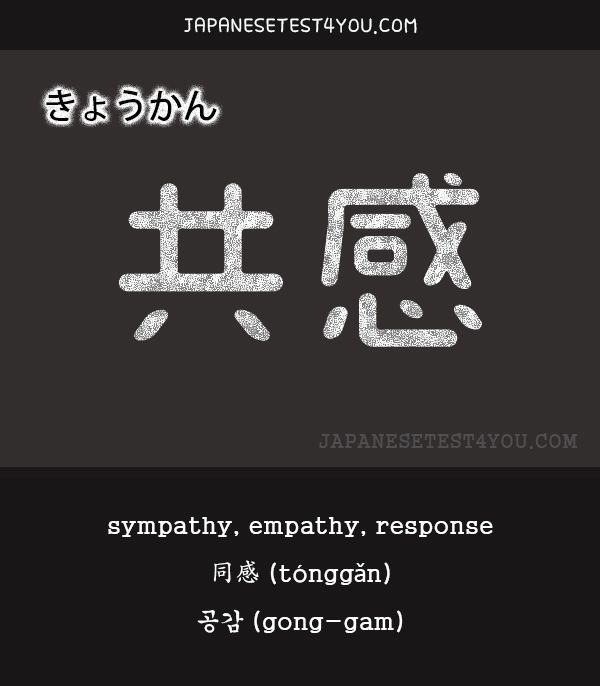 JAPANESETEST4YOU.COM
きょうかん
共感
JAPANESETEST4YOU.COM
sympathy, empathy, response
同感 (tónggǎn)
공감 (gong-gam)